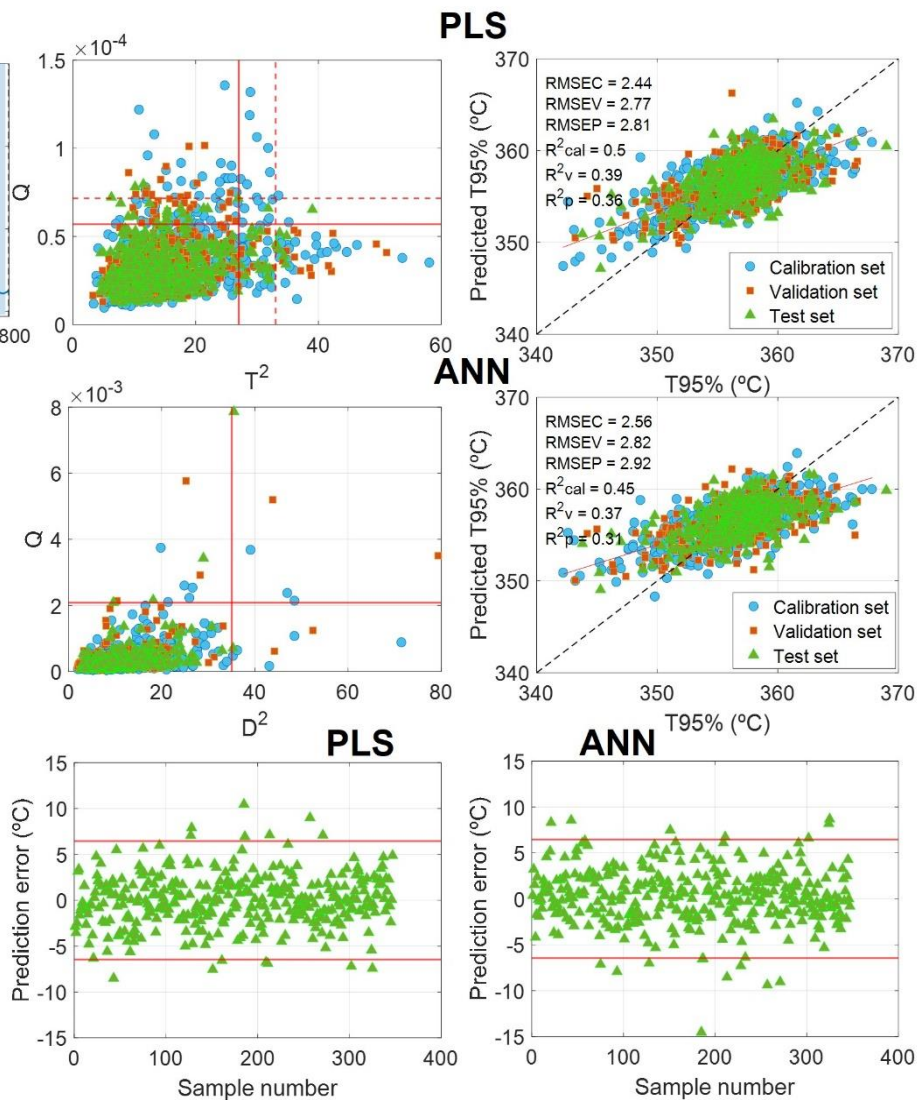 PLS
×10⁻⁴
1.5
1
0.5
0
Q
0 20 40 60
T²
800
370
360
350
340
Predicted T95% (ºC)
RMSEC = 2.44
RMSEV = 2.77
RMSEP = 2.81
R²cal = 0.5
R²v = 0.39
R²p = 0.36
Calibration set
Validation set
Test set
340 350 360 370
T95% (ºC)
ANN
×10⁻³
8
6
4
2
0
Q
0 20 40 60 80
D²
370
360
350
340
Predicted T95% (ºC)
RMSEC = 2.56
RMSEV = 2.82
RMSEP = 2.92
R²cal = 0.45
R²v = 0.37
R²p = 0.31
Calibration set
Validation set
Test set
340 350 360 370
T95% (ºC)
PLS
15
10
5
0
-5
-10
-15
Prediction error (ºC)
0 100 200 300 400
Sample number
ANN
15
10
5
0
-5
-10
-15
Prediction error (ºC)
0 100 200 300 400
Sample number